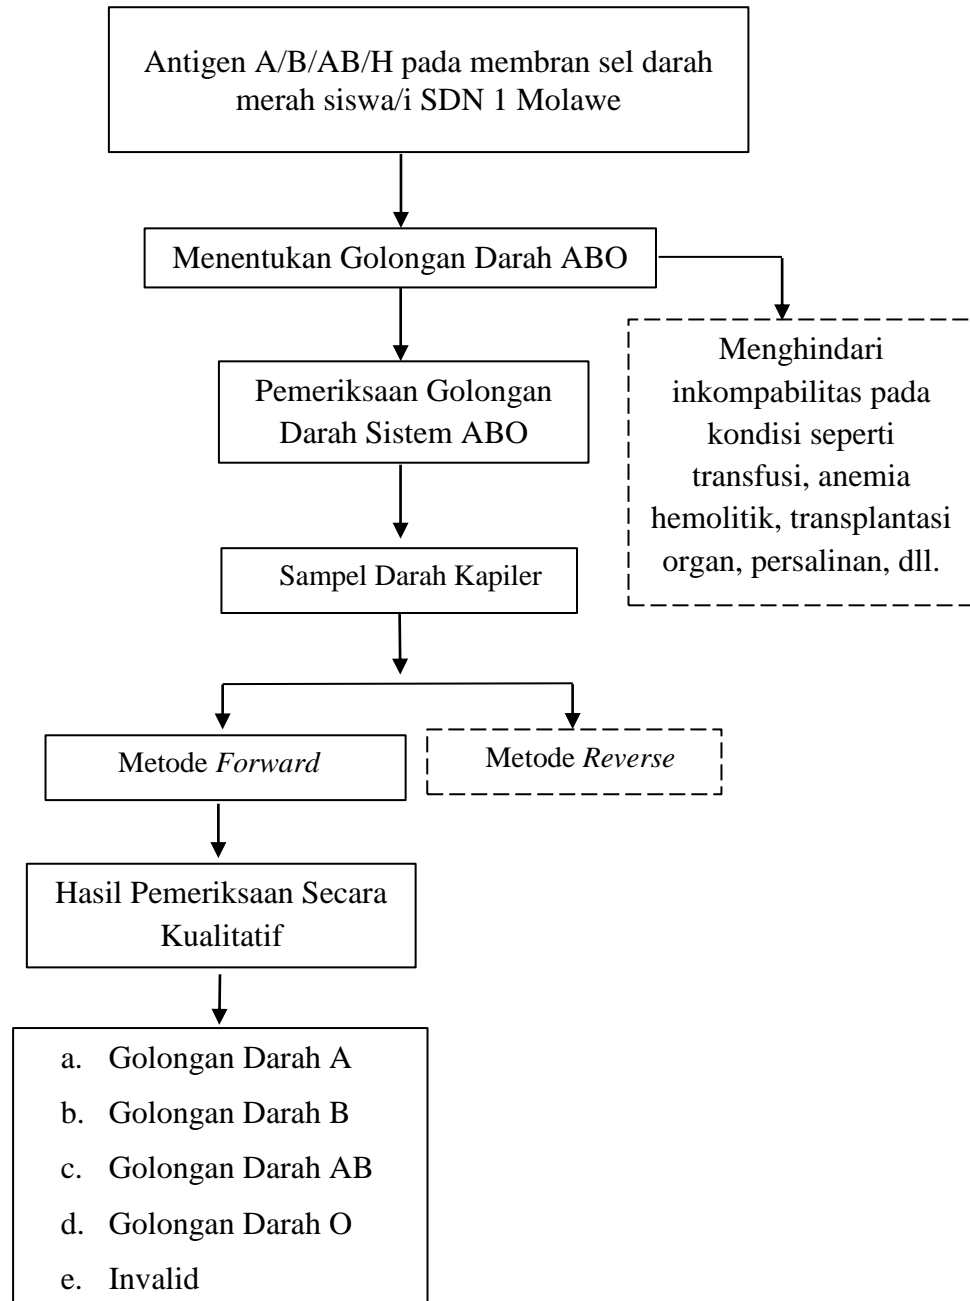 Antigen A/B/AB/H pada membran sel darah
merah siswa/i SDN 1 Molawe
Menentukan Golongan Darah ABO
Menghindari
inkompabilitas pada
kondisi seperti
transfusi, anemia
hemolitik, transplantasi
organ, persalinan, dll.
Pemeriksaan Golongan
Darah Sistem ABO
Sampel Darah Kapiler
Metode Forward
Metode Reverse
Hasil Pemeriksaan Secara
Kualitatif
a. Golongan Darah A
b. Golongan Darah B
c. Golongan Darah AB
d. Golongan Darah O
e. Invalid